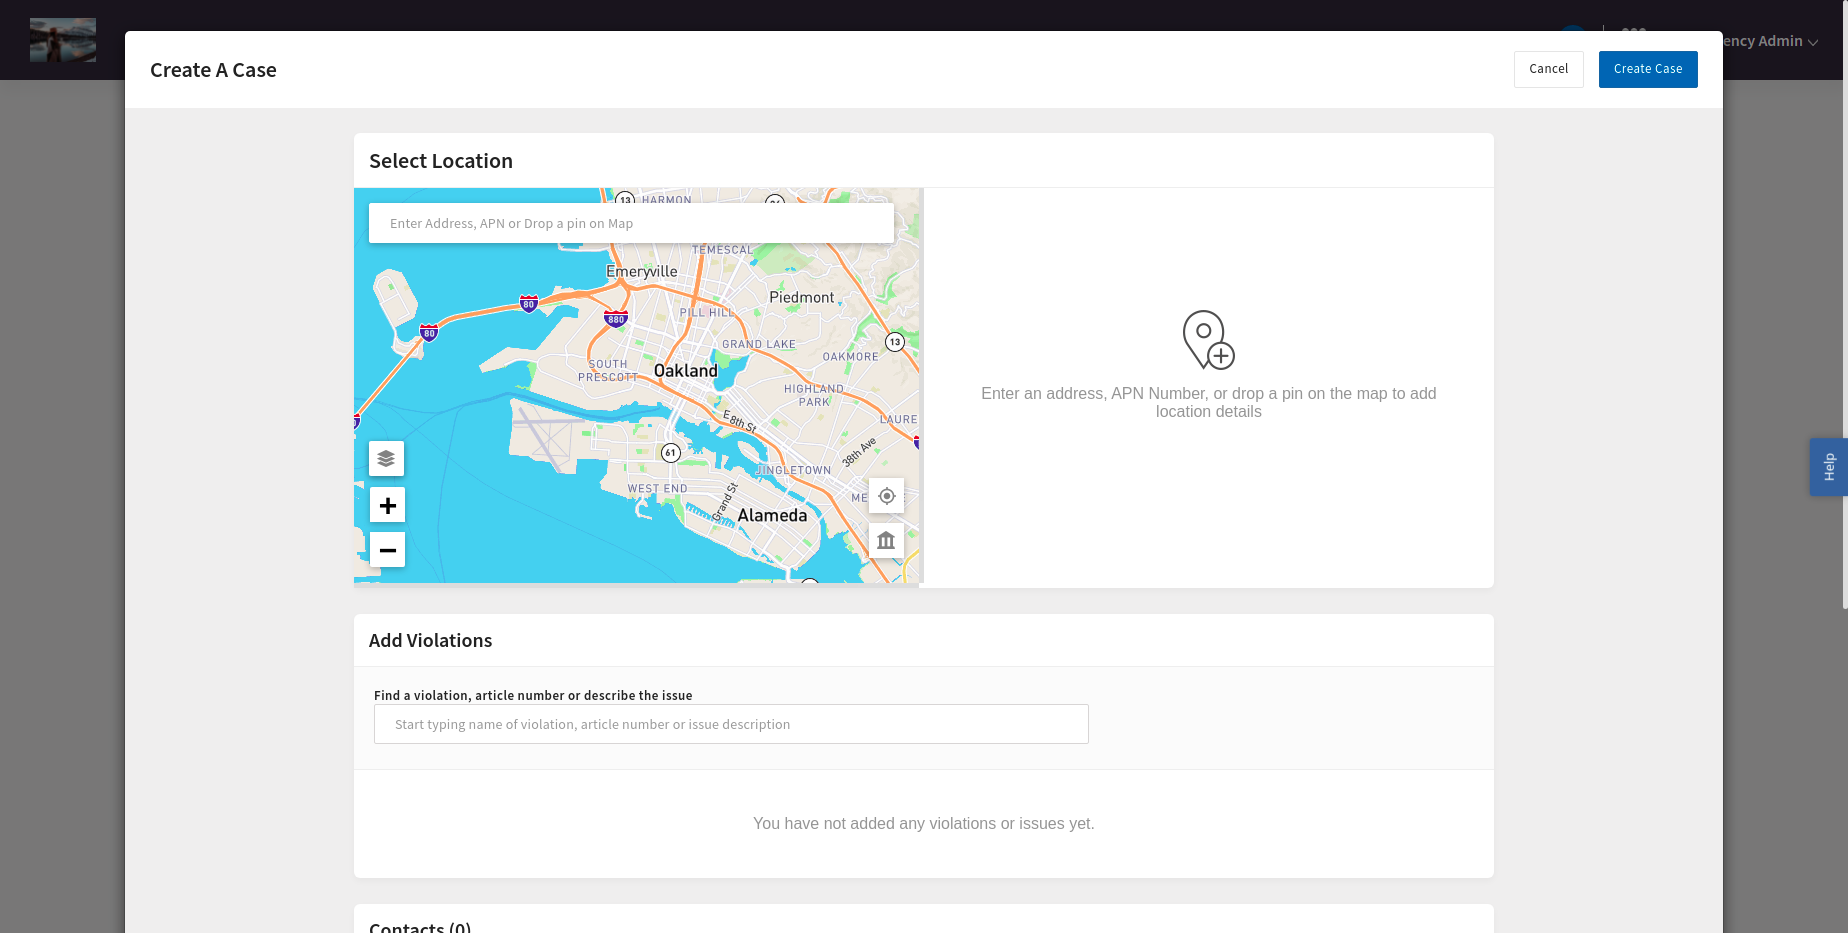 ency Admin
Create A Case
Cancel
Create Case
Select Location
13
HARMON
Enter Address, APN or Drop a pin on Map
TEMESCAL
Emeryville
Piedmont
80
880
PILL HILL
80
13
GRAND LAKE
OAKMORE
SOUTH
PRESCOTT
Oakland
HIGHLAND
PARK
E 8th St
LAURE
38th Ave
61
JINGLETOWN
WEST END
Grand St
ME
Alameda
Enter an address, APN Number, or drop a pin on the map to add
location details
Help
Add Violations
Find a violation, article number or describe the issue
Start typing name of violation, article number or issue description
You have not added any violations or issues yet.
Contacts (0)